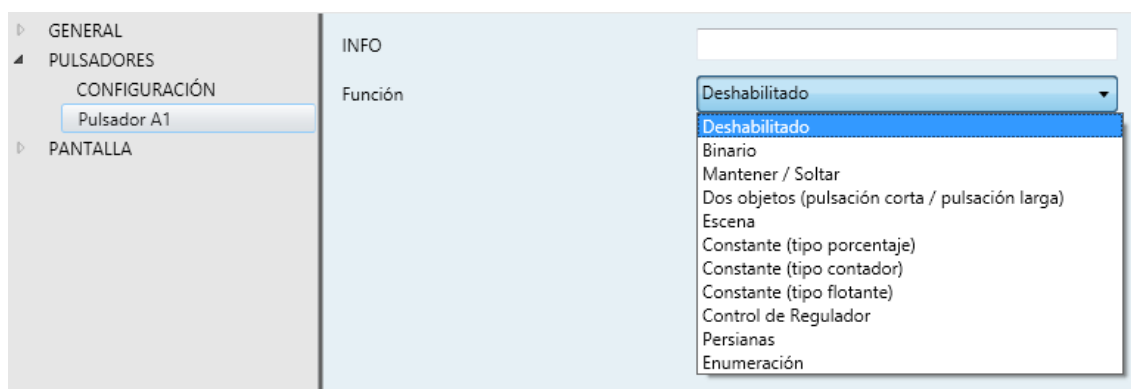 GENERAL
PULSADORES
CONFIGURACIÓN
Pulsador A1
PANTALLA
INFO
Función
Deshabilitado
Deshabilitado
Binario
Mantener / Soltar
Dos objetos (pulsación corta / pulsación larga)
Escena
Constante (tipo porcentaje)
Constante (tipo contador)
Constante (tipo flotante)
Control de Regulador
Persianas
Enumeración